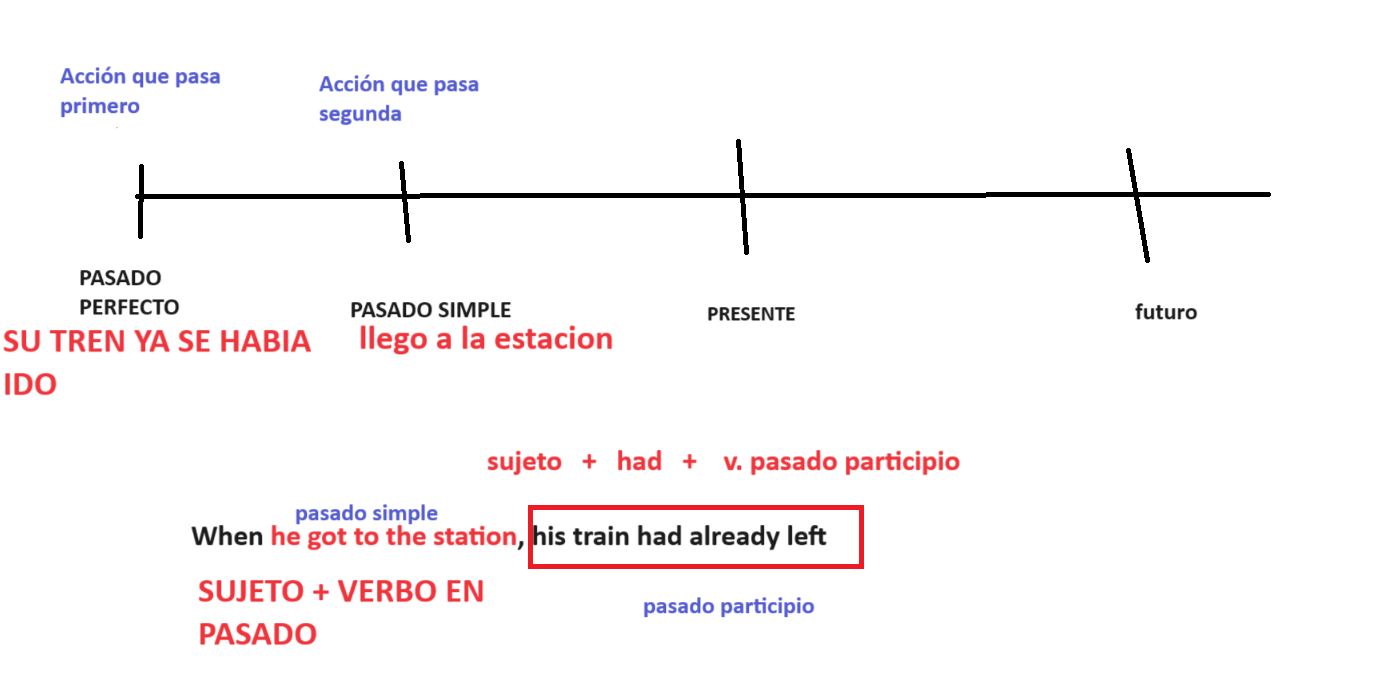 Acción que pasa
primero
Acción que pasa
segunda
PASADO
PERFECTO
PASADO SIMPLE
PRESENTE
futuro
SU TREN YA SE HABIA
IDO
llego a la estacion
sujeto + had + v. pasado participio
pasado simple
When he got to the station, his train had already left
SUJETO + VERBO EN
PASADO
pasado participio